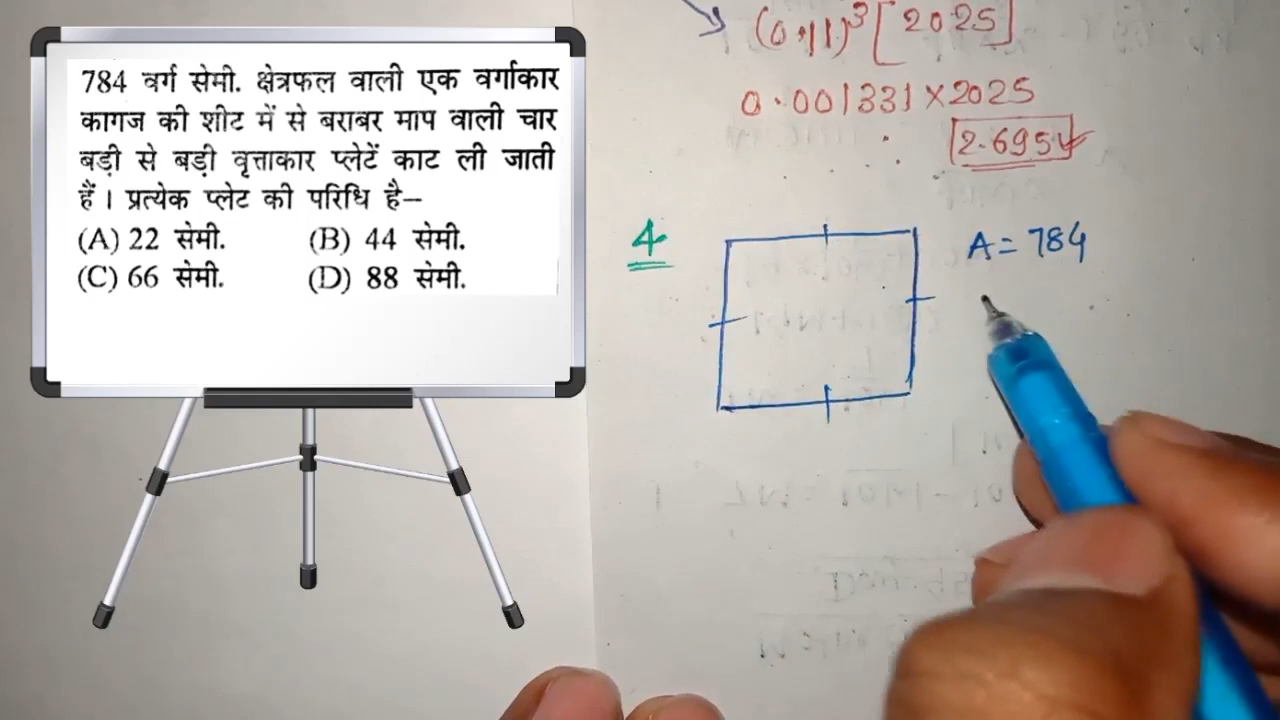 784 वर्ग सेमी. क्षेत्रफल वाली एक वर्गाकार
कागज की शीट में से बराबर माप वाली चार
बड़ी से बड़ी वृत्ताकार प्लेटें काट ली जाती
हैं। प्रत्येक प्लेट की परिधि है–
(A) 22 सेमी. (B) 44 सेमी.
(C) 66 सेमी. (D) 88 सेमी.
(0.11)³ [2025]
0.001331 × 2025
2.695
4
A = 784